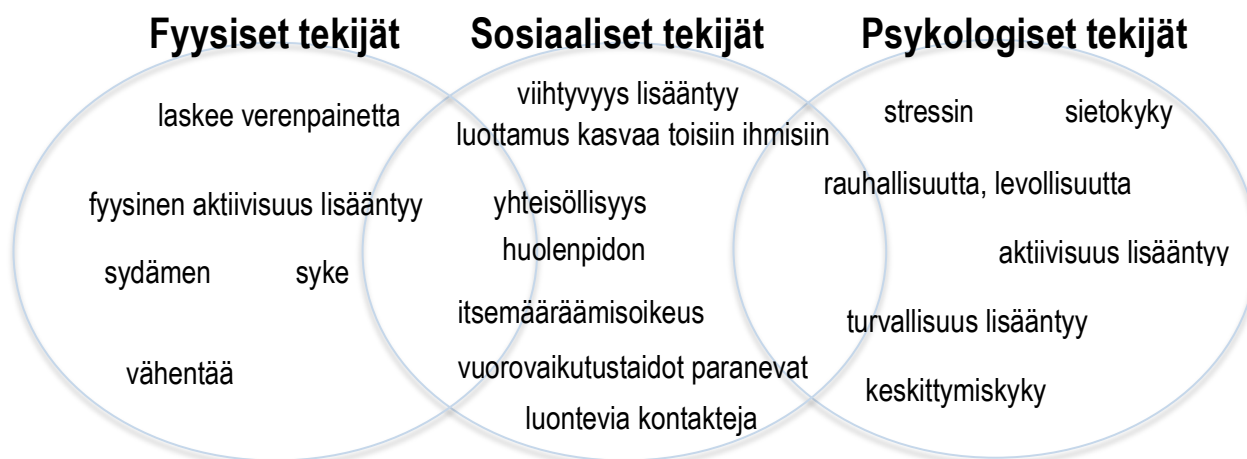 Fyysiset tekijät
laskee verenpainetta
fyysinen aktiivisuus lisääntyy
sydämen syke
vähentää
Sosiaaliset tekijät
viihtyvyys lisääntyy
luottamus kasvaa toisiin ihmisiin
yhteisöllisyys
huolenpidon
itsemääräämisoikeus
vuorovaikutustaidot paranevat
luontevia kontakteja
Psykologiset tekijät
stressin sietokyky
rauhallisuutta, levollisuutta
aktiivisuus lisääntyy
turvallisuus lisääntyy
keskittymiskyky